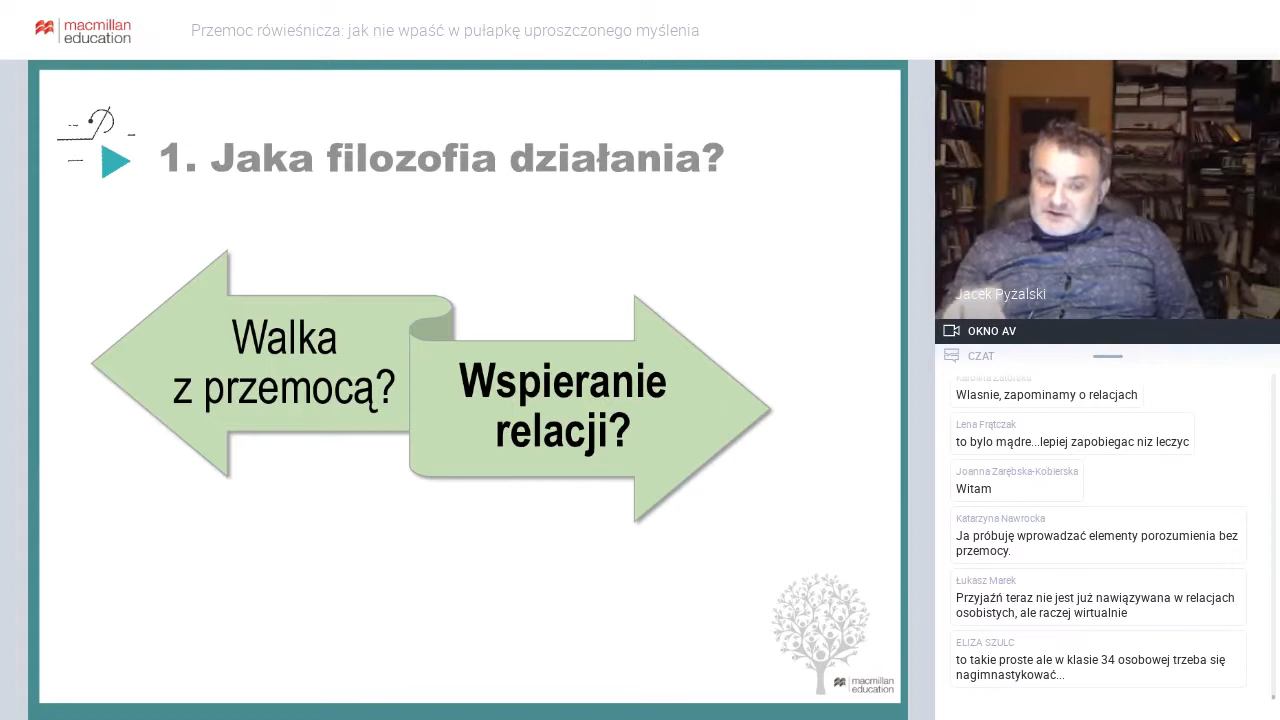 macmillan
education
Przemoc rówieśnicza: jak nie wpaść w pułapkę uproszczonego myślenia
1. Jaka filozofia działania?
Walka
z przemocą?
Wspieranie
relacji?
macmillan
education
Jacek Pyżalski
OKNO AV
CZAT
Wlasnie, zapominamy o relacjach
Lena Frątczak
to bylo mądre...lepiej zapobiegac niz leczyc
Joanna Zarębska-Kobierska
Witam
Katarzyna Nawrocka
Ja próbuję wprowadzać elementy porozumienia bez
przemocy.
Łukasz Marek
Przyjaźń teraz nie jest już nawiązywana w relacjach
osobistych, ale raczej wirtualnie
ELIZA SZULC
to takie proste ale w klasie 34 osobowej trzeba się
nagimnastykować...